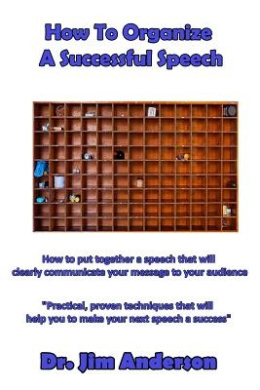 How To Organize
A Successful Speech
How to put together a speech that will
clearly communicate your message to your audience
"Practical, proven techniques that will
help you to make your next speech a success"
Dr. Jim Anderson